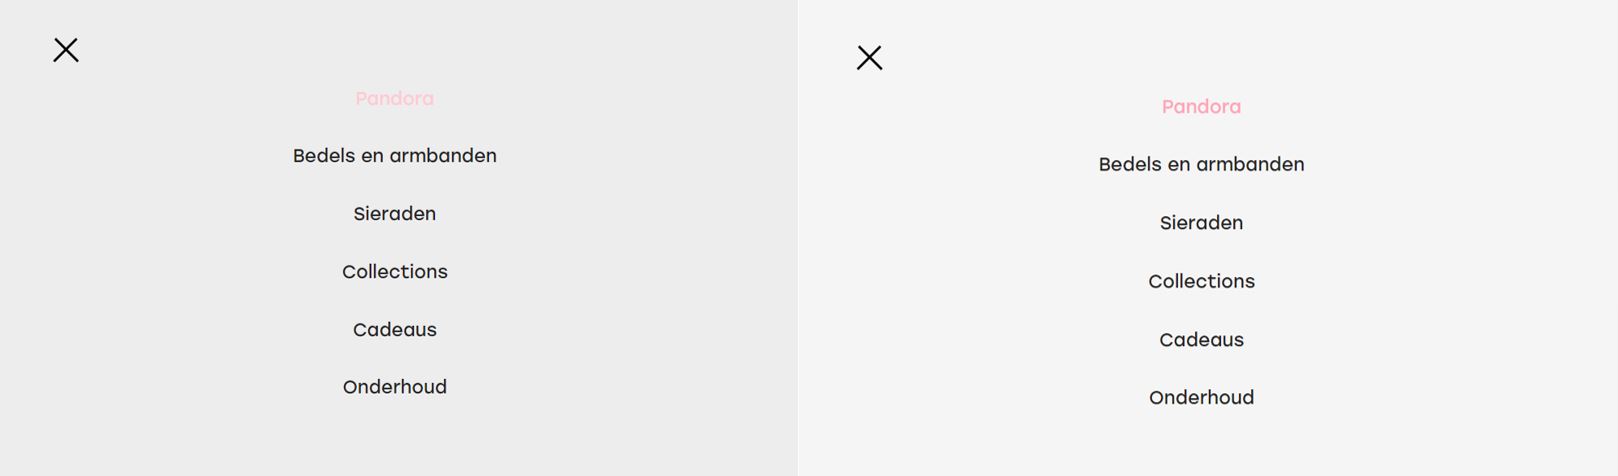 Pandora
Bedels en armbanden
Sieraden
Collections
Cadeaus
Onderhoud
Pandora
Bedels en armbanden
Sieraden
Collections
Cadeaus
Onderhoud